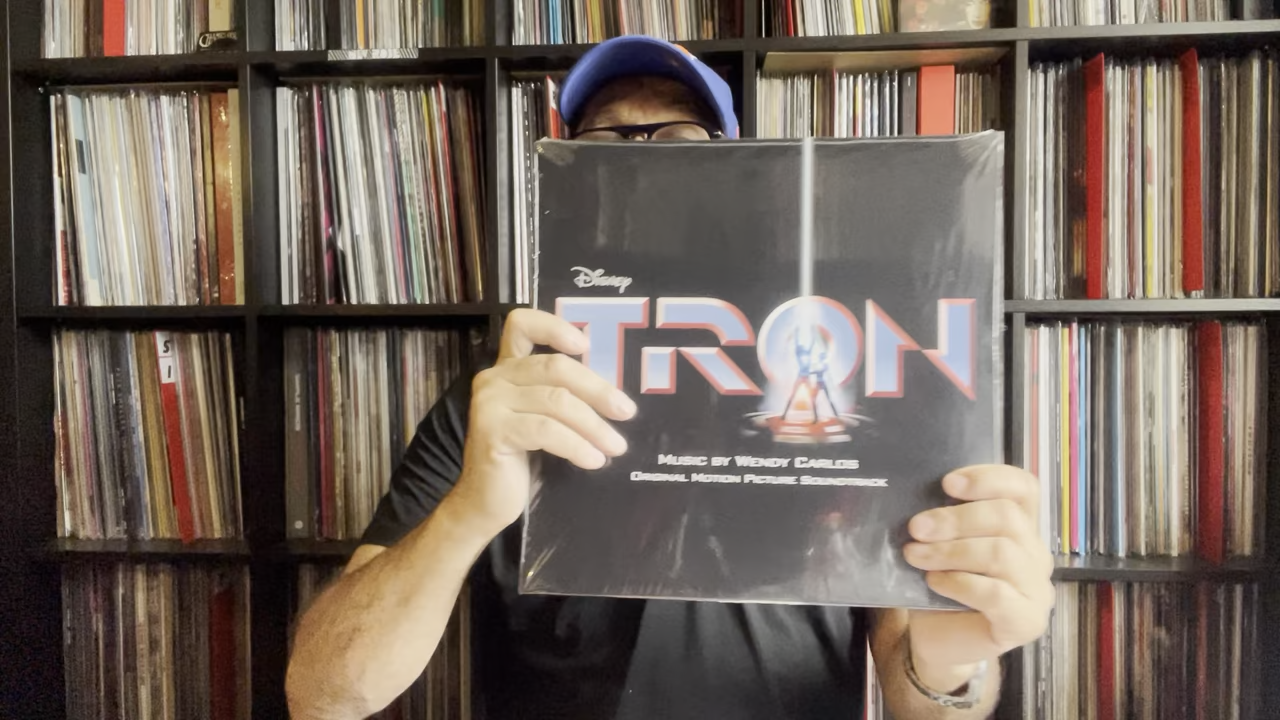 Disney
TRON
MUSIC BY WENDY CARLOS
ORIGINAL MOTION PICTURE SOUNDTRACK